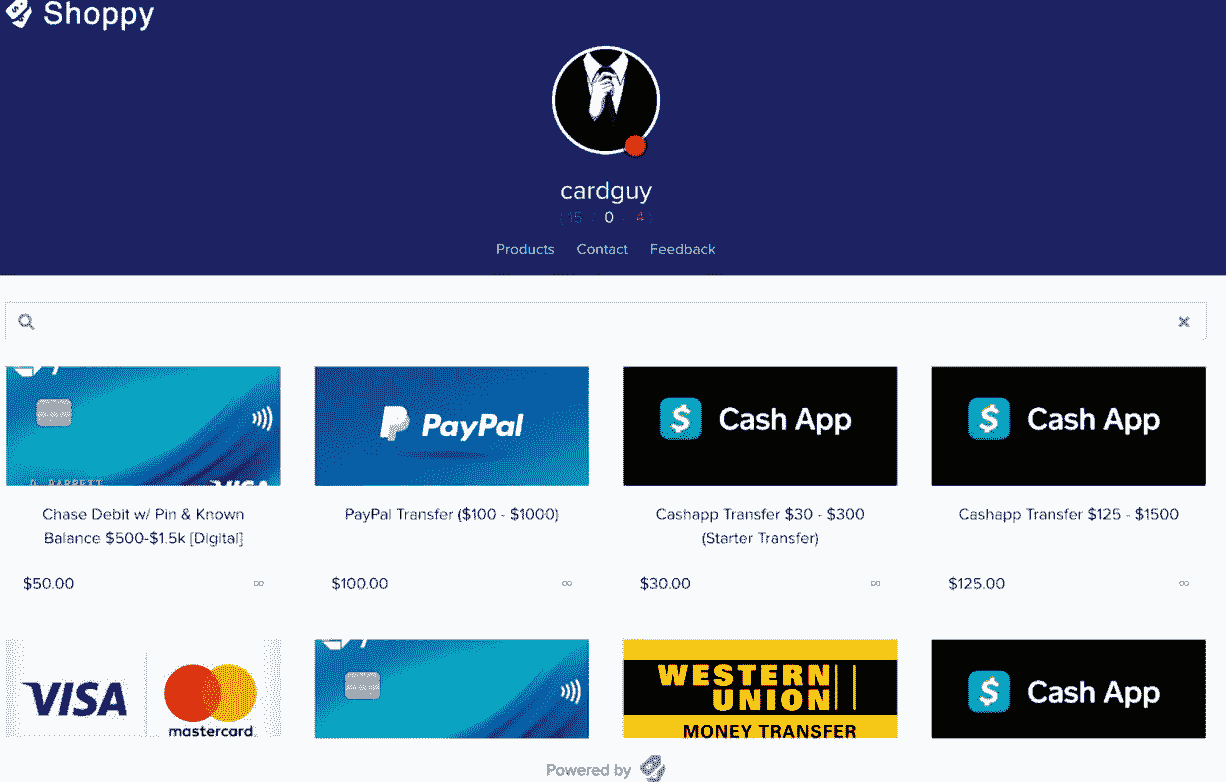 Shoppy
cardguy
( 15 / 0 / 4 )
Products Contact Feedback
PayPal
$ Cash App
$ Cash App
VISA
Chase Debit w/ Pin & Known
Balance $500-$1.5k [Digital]
PayPal Transfer ($100 - $1000)
Cashapp Transfer $30 - $300
(Starter Transfer)
Cashapp Transfer $125 - $1500
$50.00 ∞
$100.00 ∞
$30.00 ∞
$125.00 ∞
VISA
mastercard.
WESTERN
UNION
MONEY TRANSFER
$ Cash App
Powered by